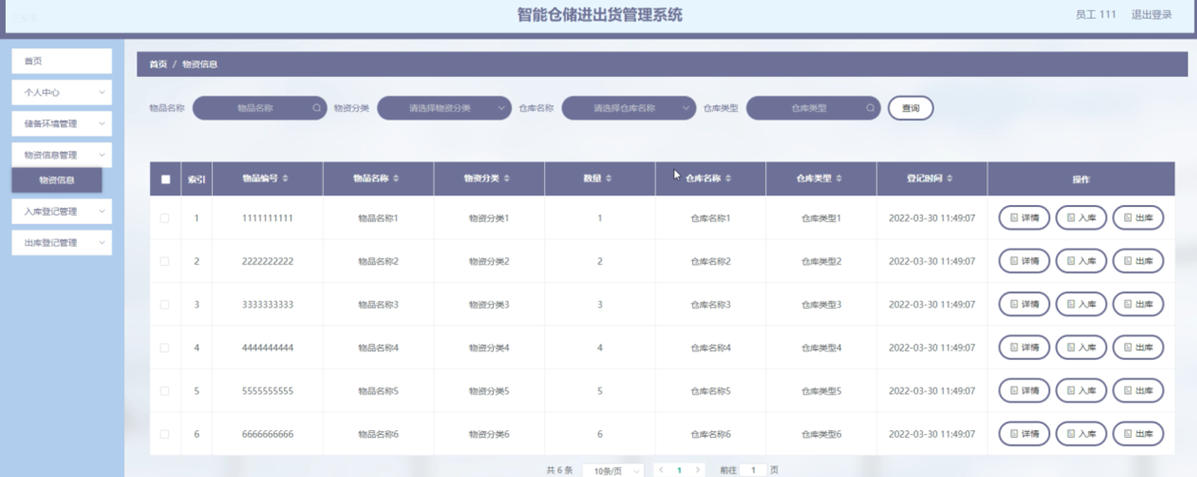 智能仓储进出货管理系统
员工 111 退出登录
首页
个人中心
储备环境管理
物资信息管理
物资信息
入库登记管理
出库登记管理
首页 / 物资信息
物品名称 物品名称 物资分类 请选择物资分类 仓库名称 请选择仓库名称 仓库类型 仓库类型 查询
索引 物品编号 物品名称 物资分类 数量 仓库名称 仓库类型 登记时间 操作
1 1111111111 物品名称1 物资分类1 1 仓库名称1 仓库类型1 2022-03-30 11:49:07 详情 入库 出库
2 2222222222 物品名称2 物资分类2 2 仓库名称2 仓库类型2 2022-03-30 11:49:07 详情 入库 出库
3 3333333333 物品名称3 物资分类3 3 仓库名称3 仓库类型3 2022-03-30 11:49:07 详情 入库 出库
4 4444444444 物品名称4 物资分类4 4 仓库名称4 仓库类型4 2022-03-30 11:49:07 详情 入库 出库
5 5555555555 物品名称5 物资分类5 5 仓库名称5 仓库类型5 2022-03-30 11:49:07 详情 入库 出库
6 6666666666 物品名称6 物资分类6 6 仓库名称6 仓库类型6 2022-03-30 11:49:07 详情 入库 出库
共 6 条 10条/页 1 前往 1 页